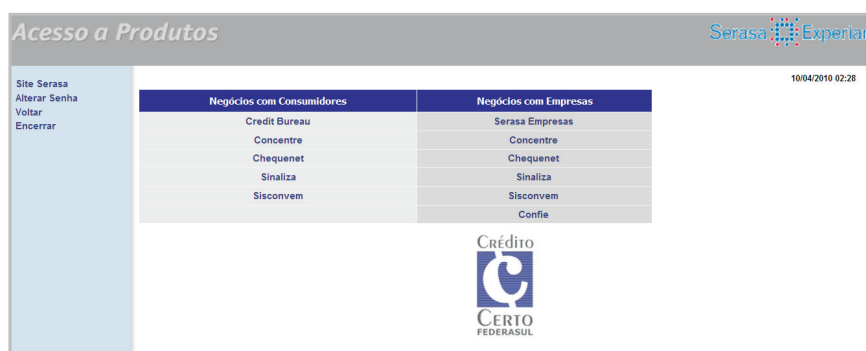 Acesso a Produtos
Serasa Experian
10/04/2010 02:28
Site Serasa
Alterar Senha
Voltar
Encerrar
Negócios com Consumidores Negócios com Empresas
Credit Bureau Serasa Empresas
Concentre Concentre
Chequenet Chequenet
Sinaliza Sinaliza
Sisconvem Sisconvem
Confie
CRÉDITO
CERTO
FEDERASUL